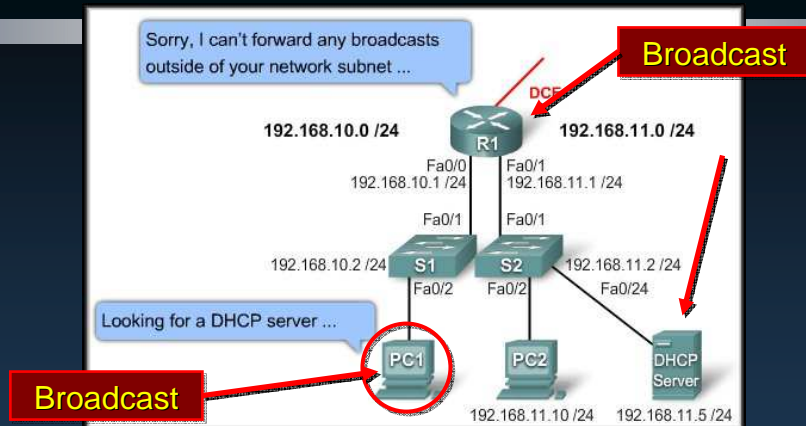 Sorry, I can't forward any broadcasts
outside of your network subnet ...
Broadcast
DCE
192.168.10.0 /24
192.168.11.0 /24
R1
Fa0/0
Fa0/1
192.168.10.1 /24
192.168.11.1 /24
Fa0/1
Fa0/1
192.168.10.2 /24
S1
S2
192.168.11.2 /24
Fa0/2
Fa0/2
Fa0/24
Looking for a DHCP server ...
PC1
PC2
DHCP
Server
Broadcast
192.168.11.10 /24
192.168.11.5 /24